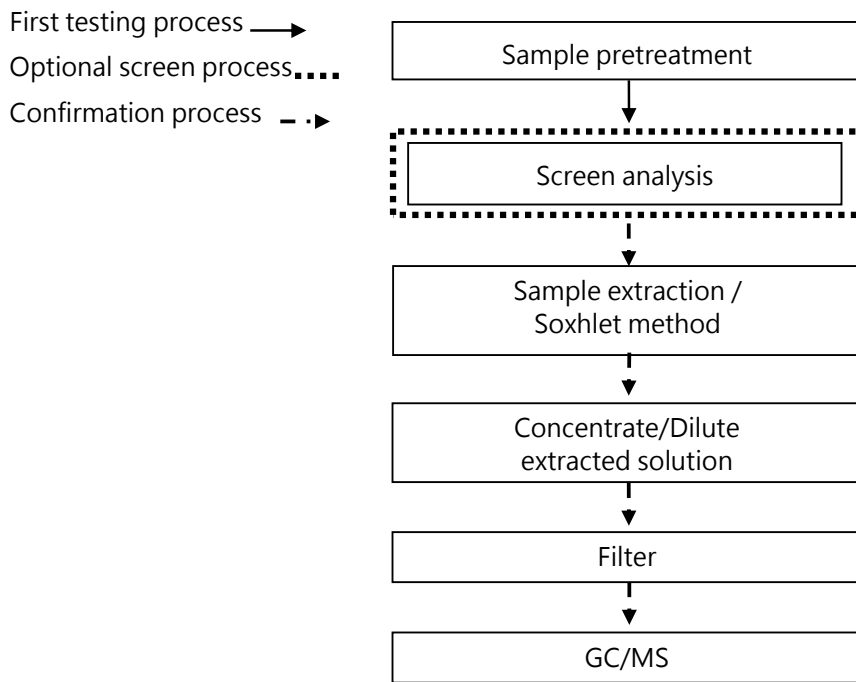 First testing process
Optional screen process
Confirmation process
Sample pretreatment
Screen analysis
Sample extraction /
Soxhlet method
Concentrate/Dilute
extracted solution
Filter
GC/MS